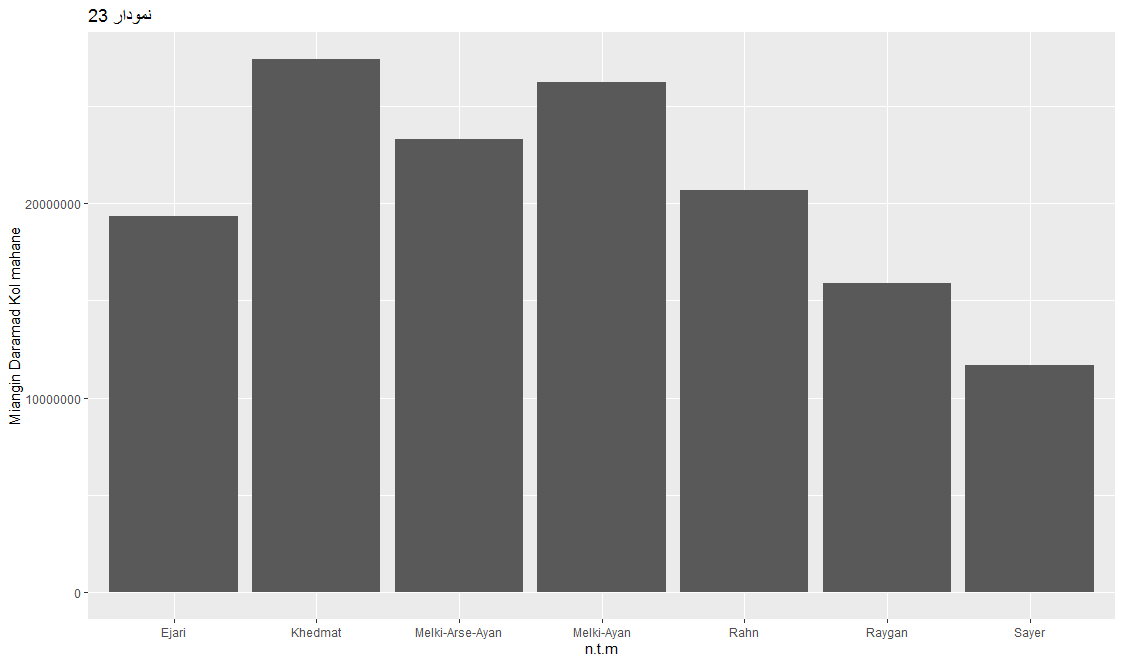 نمودار 23
Miangin Daramad Kol mahane
20000000
10000000
0
Ejari Khedmat Melki-Arse-Ayan Melki-Ayan Rahn Raygan Sayer
n.t.m